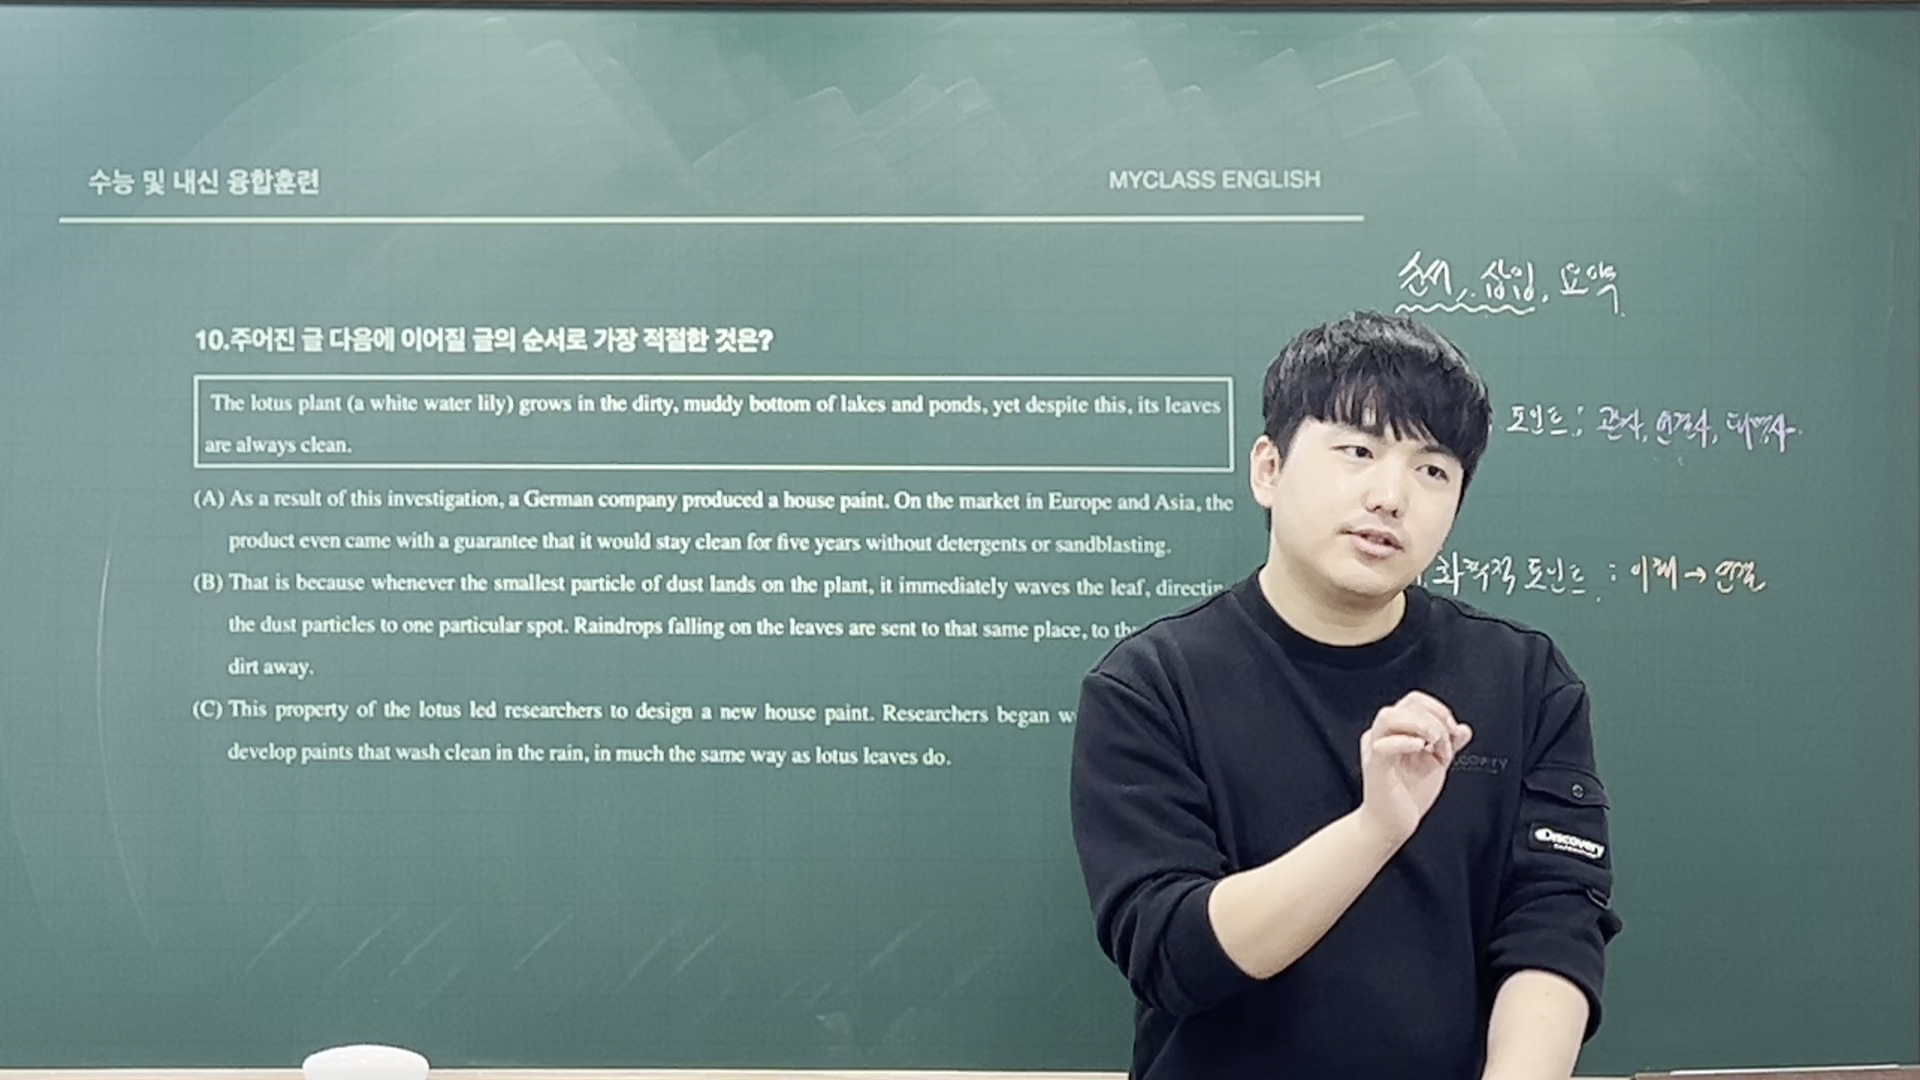 수능 및 내신 융합훈련
MYCLASS ENGLISH
순서, 삽입, 요약
10.주어진 글 다음에 이어질 글의 순서로 가장 적절한 것은?
The lotus plant (a white water lily) grows in the dirty, muddy bottom of lakes and ponds, yet despite this, its leaves
are always clean.
포인트 : 관사, 연결사, 대명사
(A) As a result of this investigation, a German company produced a house paint. On the market in Europe and Asia, the
product even came with a guarantee that it would stay clean for five years without detergents or sandblasting.
(B) That is because whenever the smallest particle of dust lands on the plant, it immediately waves the leaf,
the dust particles to one particular spot. Raindrops falling on the leaves are sent to that same place, to
dirt away.
포인트 : 이해 → 연결
(C) This property of the lotus led researchers to design a new house paint. Researchers began
develop paints that wash clean in the rain, in much the same way as lotus leaves do.
Discovery